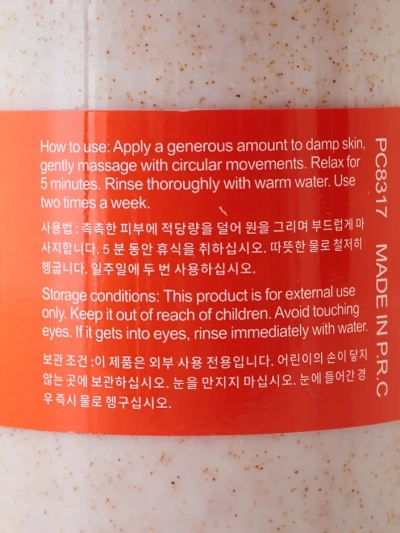 How to use: Apply a generous amount to damp skin,
gently massage with circular movements. Relax for
5 minutes. Rinse thoroughly with warm water. Use
two times a week.
사용법 : 촉촉한 피부에 적당량을 덜어 원을 그리며 부드럽게 마
사지합니다. 5 분 동안 휴식을 취하십시오. 따뜻한 물로 철저히
헹굽니다. 일주일에 두 번 사용하십시오.
Storage conditions: This product is for external use
only. Keep it out of reach of children. Avoid touching
eyes. If it gets into eyes, rinse immediately with water.
보관 조건 :이 제품은 외부 사용 전용입니다. 어린이의 손이 닿지
않는 곳에 보관하십시오. 눈을 만지지 마십시오. 눈에 들어간 경
우 즉시 물로 헹구십시오.
PC8317 MADE IN P.R.C